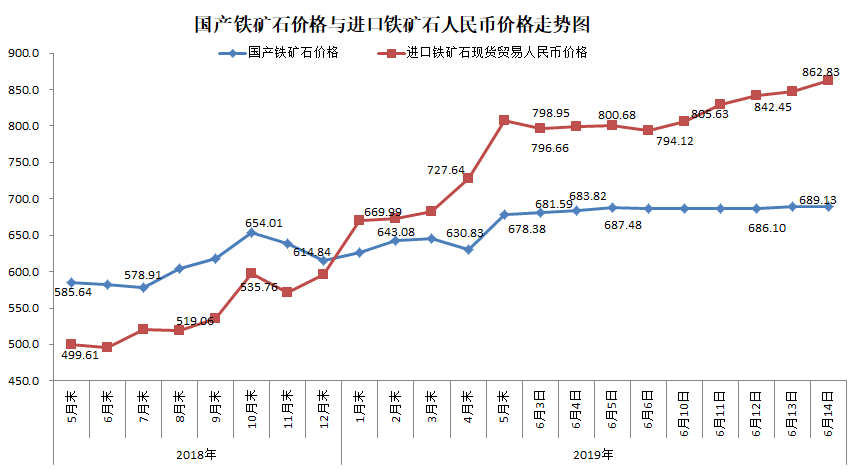 国产铁矿石价格与进口铁矿石人民币价格走势图
国产铁矿石价格
进口铁矿石现货贸易人民币价格
900.0
850.0
800.0
750.0
700.0
650.0
600.0
550.0
500.0
450.0
585.64
578.91
654.01
614.84
643.08
630.83
678.38
681.59
683.82
687.48
686.10
689.13
499.61
519.06
535.76
669.99
727.64
796.66
798.95
800.68
794.12
805.63
842.45
862.83
5月末
6月末
7月末
8月末
9月末
10月末
11月末
12月末
1月末
2月末
3月末
4月末
5月末
6月3日
6月4日
6月5日
6月6日
6月10日
6月11日
6月12日
6月13日
6月14日
2018年
2019年